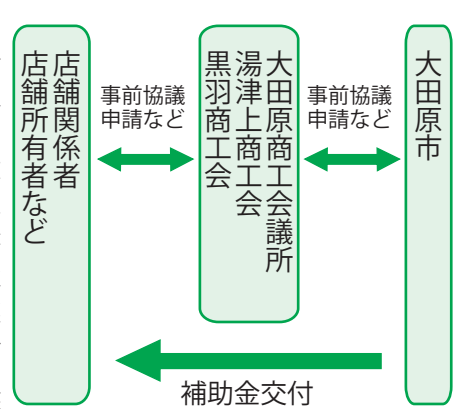 店舗関係者
店舗所有者など
事前協議
申請など
大田原商工会議所
湯津上商工会
黒羽商工会
事前協議
申請など
大田原市
補助金交付